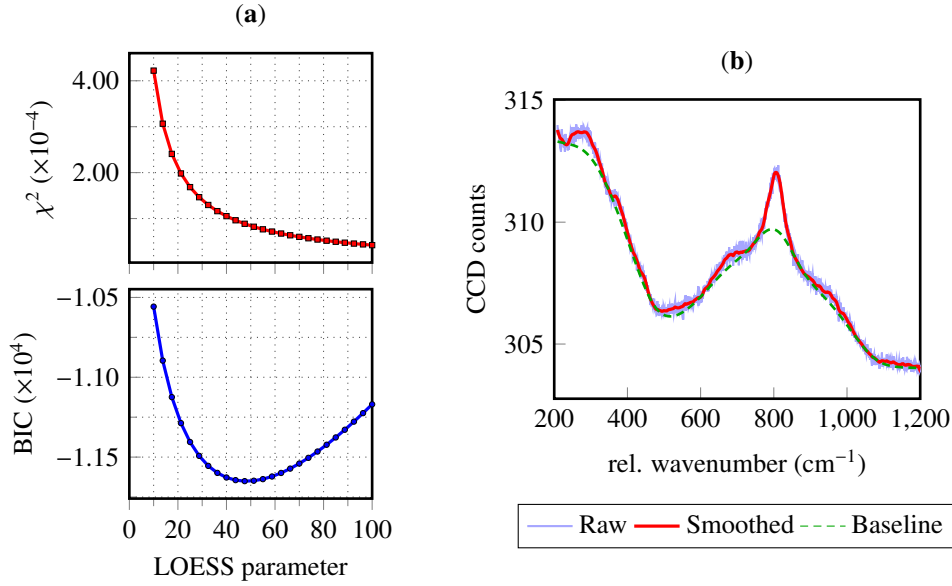 (a)
4.00
2.00
χ² (×10⁻⁴)
−1.05
−1.10
−1.15
BIC (×10⁴)
0 20 40 60 80 100
LOESS parameter
(b)
315
310
305
CCD counts
200 400 600 800 1,000 1,200
rel. wavenumber (cm⁻¹)
Raw Smoothed Baseline